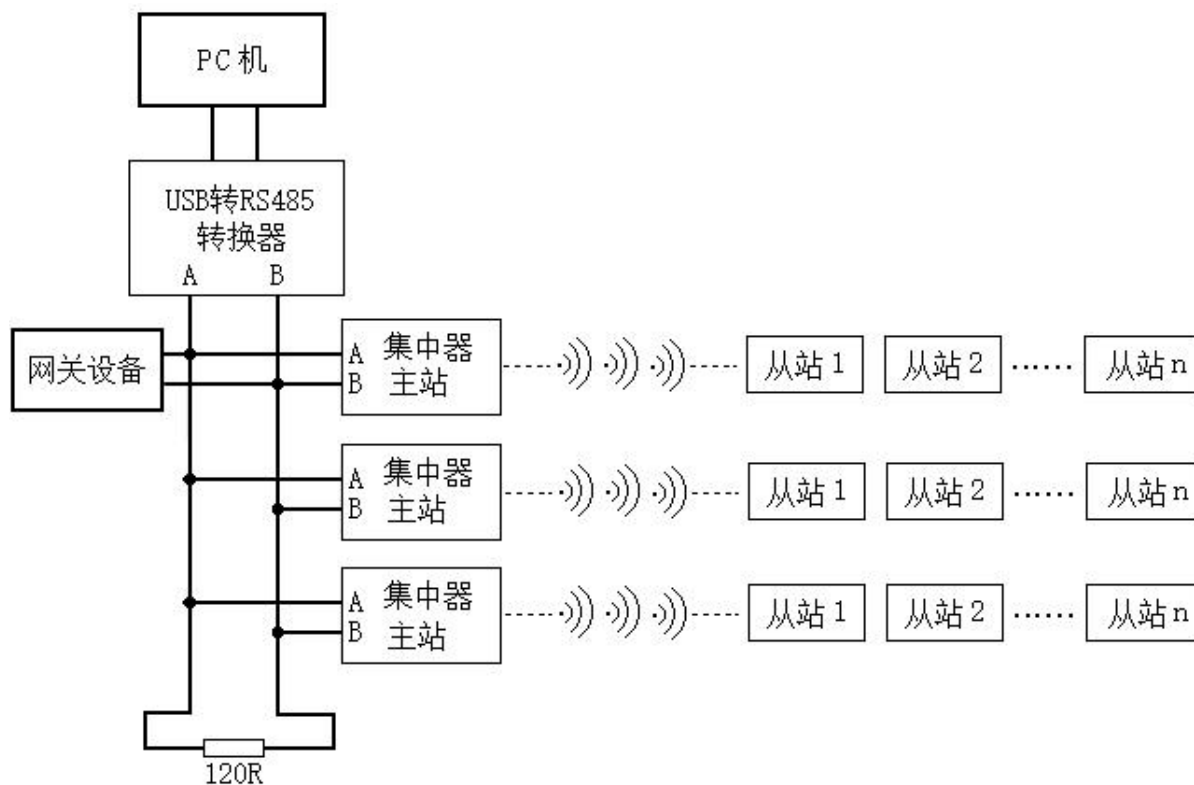 PC机
USB转RS485
转换器
A B
网关设备
A 集中器
B 主站
从站1 从站2 ······ 从站n
A 集中器
B 主站
从站1 从站2 ······ 从站n
A 集中器
B 主站
从站1 从站2 ······ 从站n
120R